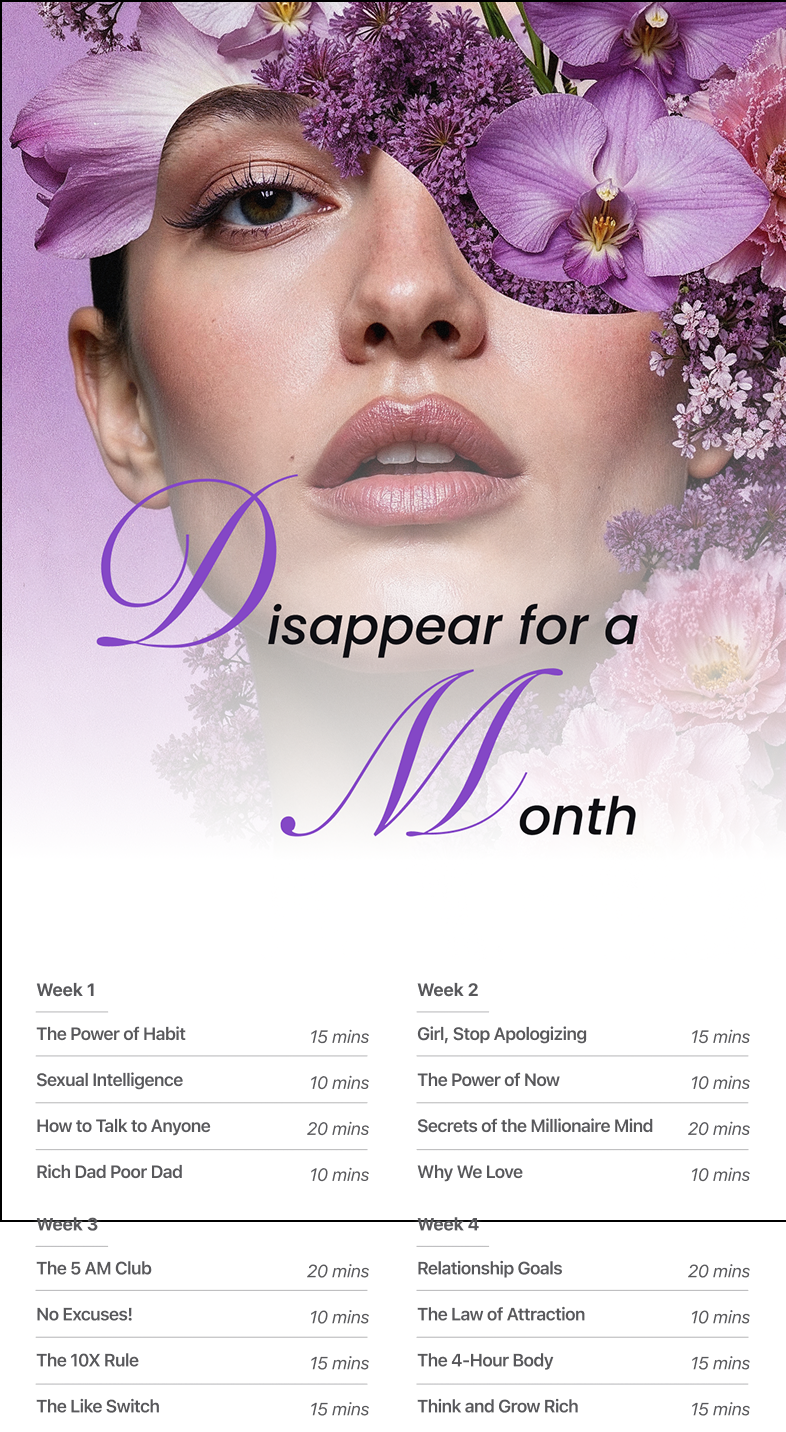 Disappear for a
Month
Week 1
The Power of Habit 15 mins
Sexual Intelligence 10 mins
How to Talk to Anyone 20 mins
Rich Dad Poor Dad 10 mins
Week 2
Girl, Stop Apologizing 15 mins
The Power of Now 10 mins
Secrets of the Millionaire Mind 20 mins
Why We Love 10 mins
Week 3
The 5 AM Club 20 mins
No Excuses! 10 mins
The 10X Rule 15 mins
The Like Switch 15 mins
Week 4
Relationship Goals 20 mins
The Law of Attraction 10 mins
The 4-Hour Body 15 mins
Think and Grow Rich 15 mins